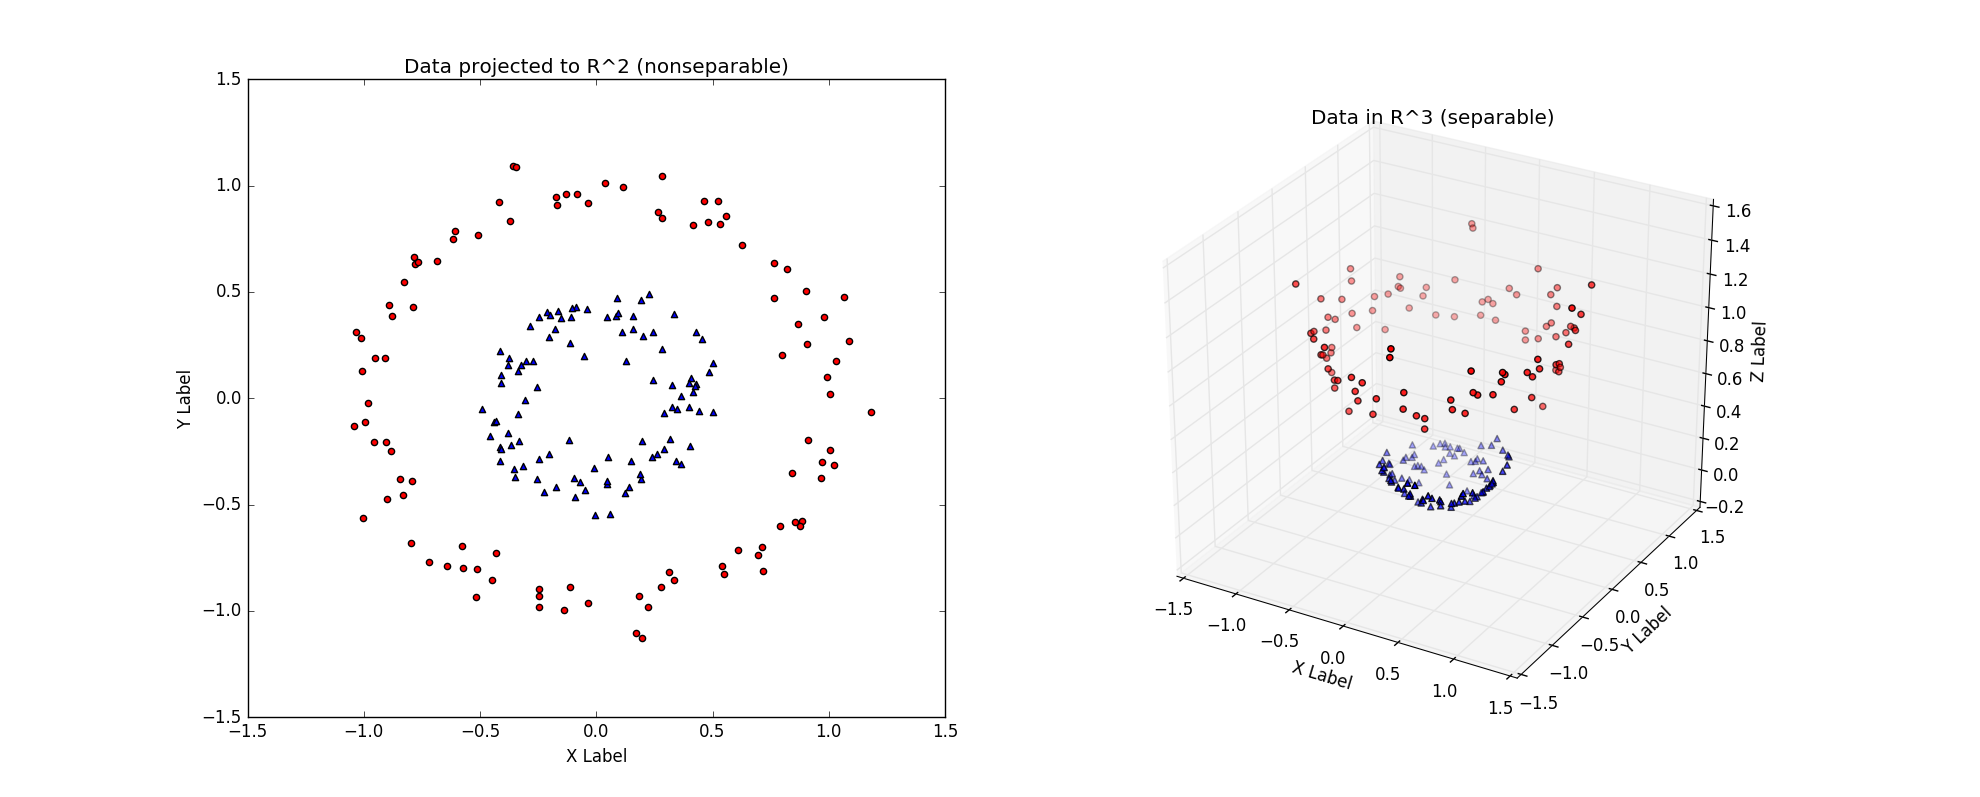 Data projected to R^2 (nonseparable)
1.5
1.0
0.5
0.0
−0.5
−1.0
−1.5
Y Label
−1.5 −1.0 −0.5 0.0 0.5 1.0 1.5
X Label
Data in R^3 (separable)
1.6
1.4
1.2
1.0
0.8
0.6
0.4
0.2
0.0
−0.2
Z Label
−1.5 −1.0 −0.5 0.0 0.5 1.0 1.5
X Label
−1.5 −1.0 −0.5 0.0 0.5 1.0 1.5
Y Label